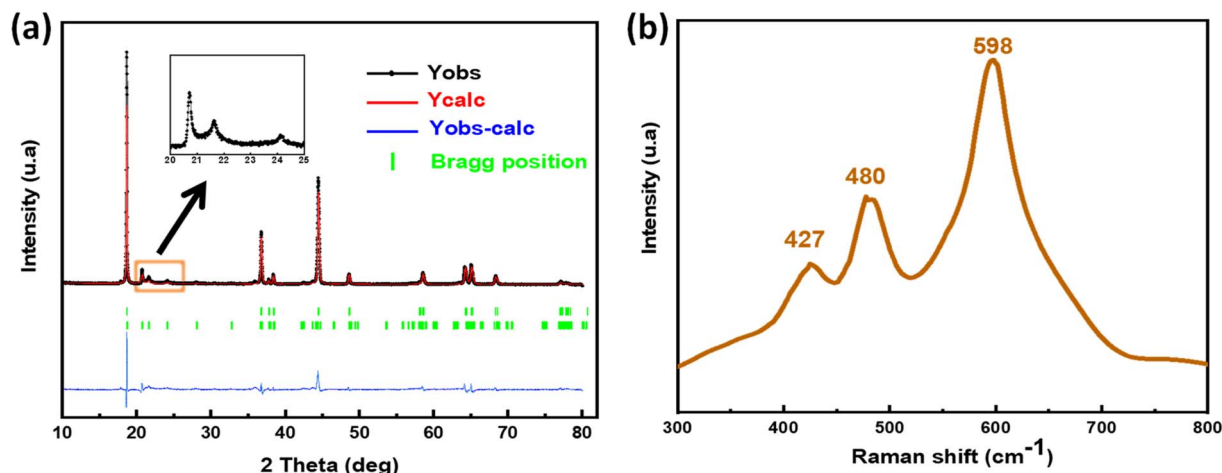 (a)
Intensity (u.a)
20 21 22 23 24 25
Yobs
Ycalc
Yobs-calc
Bragg position
10 20 30 40 50 60 70 80
2 Theta (deg)
(b)
Intensity (u.a)
427
480
598
300 400 500 600 700 800
Raman shift (cm-1)